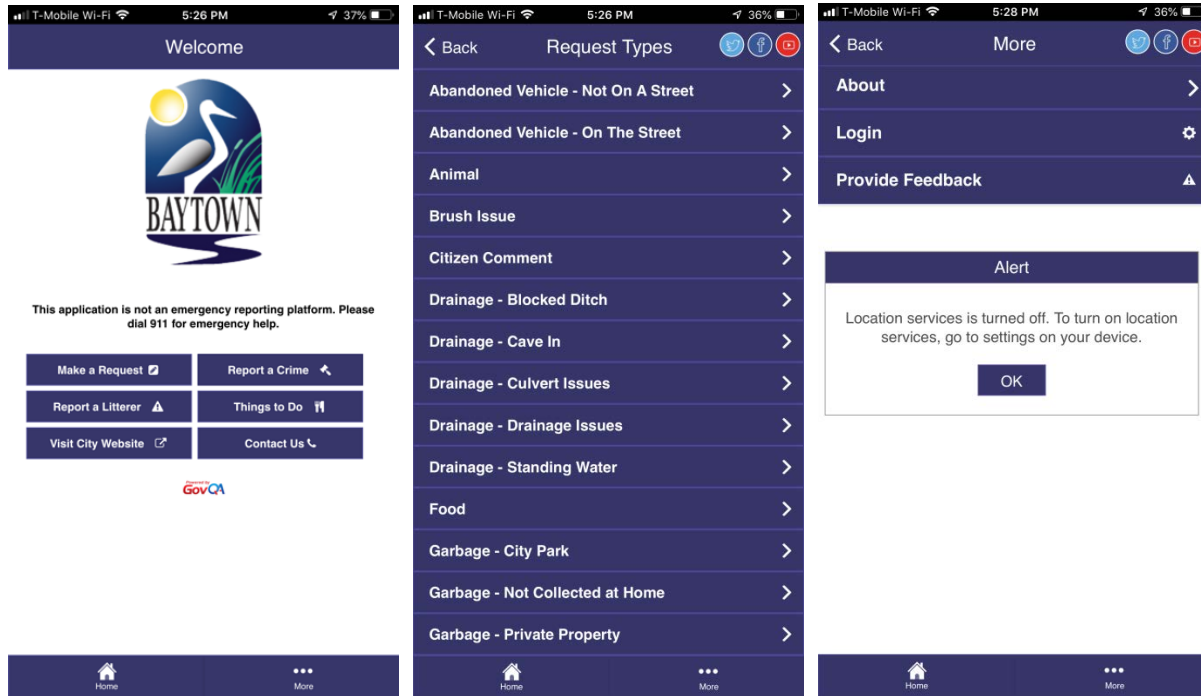 T-Mobile Wi-Fi 5:26 PM 37%
Welcome
BAYTOWN
This application is not an emergency reporting platform. Please
dial 911 for emergency help.
Make a Request
Report a Crime
Report a Litterer
Things to Do
Visit City Website
Contact Us
Powered by
GovQA
Home
More
T-Mobile Wi-Fi 5:26 PM 36%
Back
Request Types
Abandoned Vehicle - Not On A Street
Abandoned Vehicle - On The Street
Animal
Brush Issue
Citizen Comment
Drainage - Blocked Ditch
Drainage - Cave In
Drainage - Culvert Issues
Drainage - Drainage Issues
Drainage - Standing Water
Food
Garbage - City Park
Garbage - Not Collected at Home
Garbage - Private Property
Home
More
T-Mobile Wi-Fi 5:28 PM 36%
Back
More
About
Login
Provide Feedback
Alert
Location services is turned off. To turn on location
services, go to settings on your device.
OK
Home
More